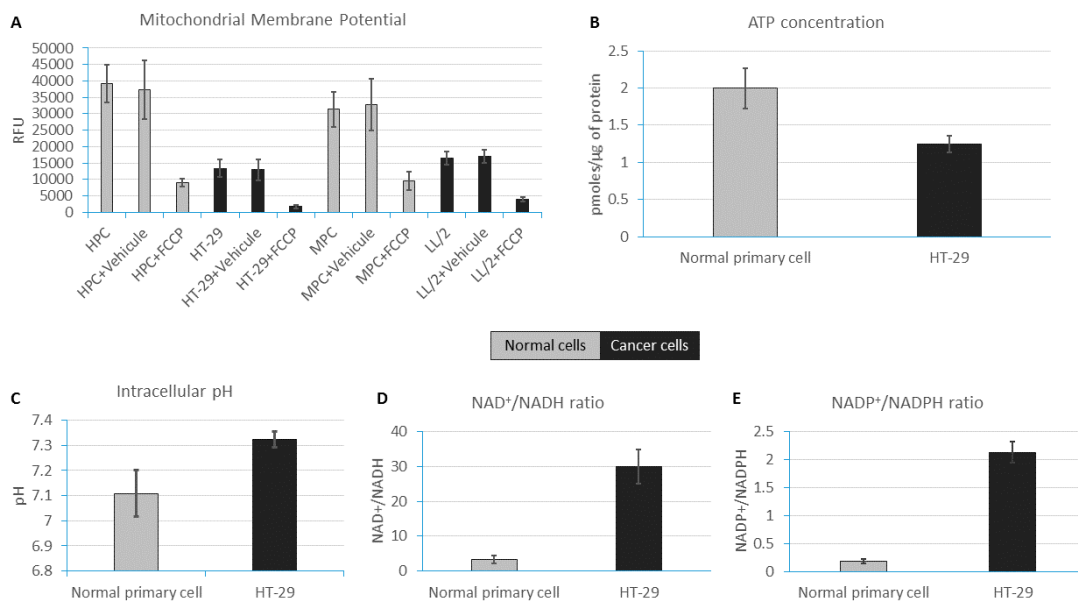 A
Mitochondrial Membrane Potential
RFU
50000
45000
40000
35000
30000
25000
20000
15000
10000
5000
0
HPC
HPC+Vehicule
HPC+FCCP
HT-29
HT-29+Vehicule
HT-29+FCCP
MPC
MPC+Vehicule
MPC+FCCP
LL/2
LL/2+Vehicule
LL/2+FCCP
B
ATP concentration
pmoles/μg of protein
2.5
2
1.5
1
0.5
0
Normal primary cell
HT-29
Normal cells
Cancer cells
C
Intracellular pH
pH
7.4
7.3
7.2
7.1
7
6.9
6.8
Normal primary cell
HT-29
D
NAD⁺/NADH ratio
NAD+/NADH
40
30
20
10
0
Normal primary cell
HT-29
E
NADP⁺/NADPH ratio
NADP+/NADPH
2.5
2
1.5
1
0.5
0
Normal primary cell
HT-29